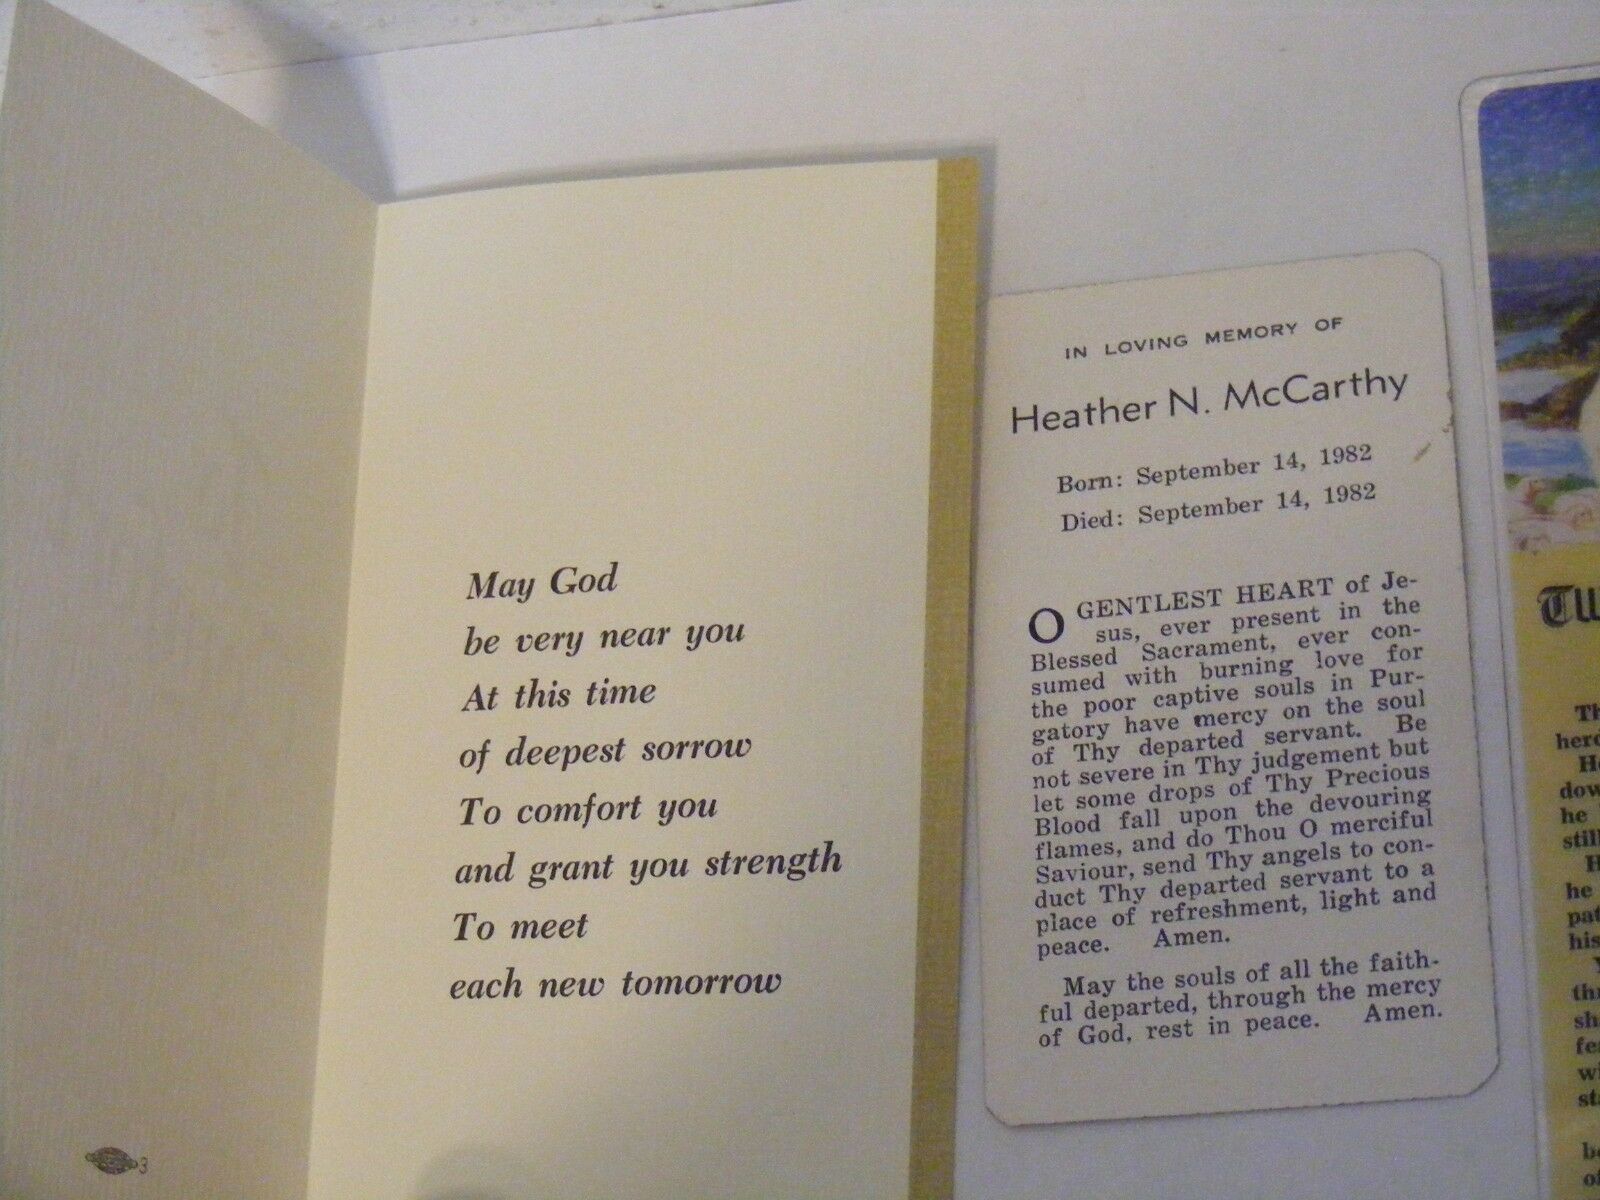 May God
be very near you
At this time
of deepest sorrow
To comfort you
and grant you strength
To meet
each new tomorrow
3
IN LOVING MEMORY OF
Heather N. McCarthy
Born: September 14, 1982
Died: September 14, 1982
O GENTLEST HEART of Je-
sus, ever present in the
Blessed Sacrament, ever con-
sumed with burning love for
the poor captive souls in Pur-
gatory have mercy on the soul
of Thy departed servant. Be
not severe in Thy judgement but
let some drops of Thy Precious
Blood fall upon the devouring
flames, and do Thou O merciful
Saviour, send Thy angels to con-
duct Thy departed servant to a
place of refreshment, light and
peace. Amen.
May the souls of all the faith-
ful departed, through the mercy
of God, rest in peace. Amen.
he
still
he
his